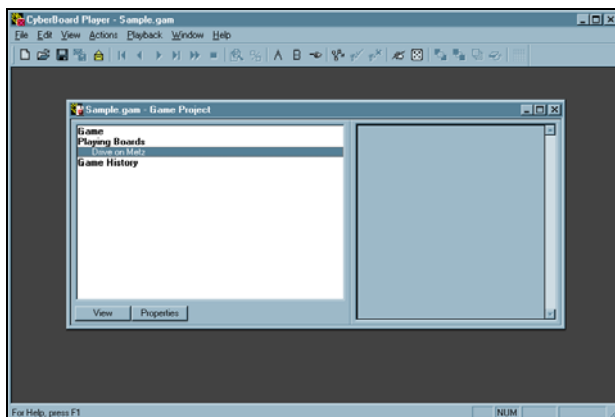 CyberBoard Player - Sample.gam
File Edit View Actions Playback Window Help
A B
Sample.gam - Game Project
Game
Playing Boards
Drive on Metz
Game History
View Properties
For Help, press F1
NUM